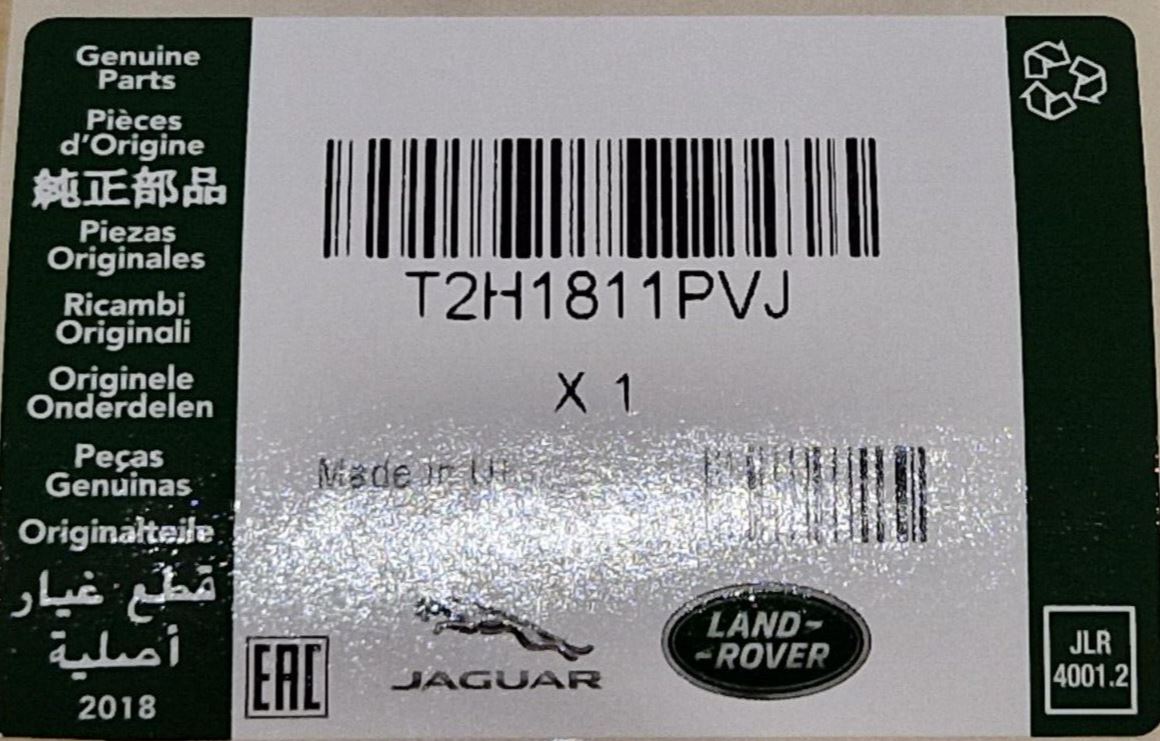 Genuine
Parts
Pièces
d'Origine
純正部品
Piezas
Originales
Ricambi
Originali
Originele
Onderdelen
Peças
Genuínas
Originalteile
قطع غيار
أصلية
2018
T2H1811PVJ
X 1
Made in
EAC
JAGUAR
LAND-
-ROVER
JLR
4001.2